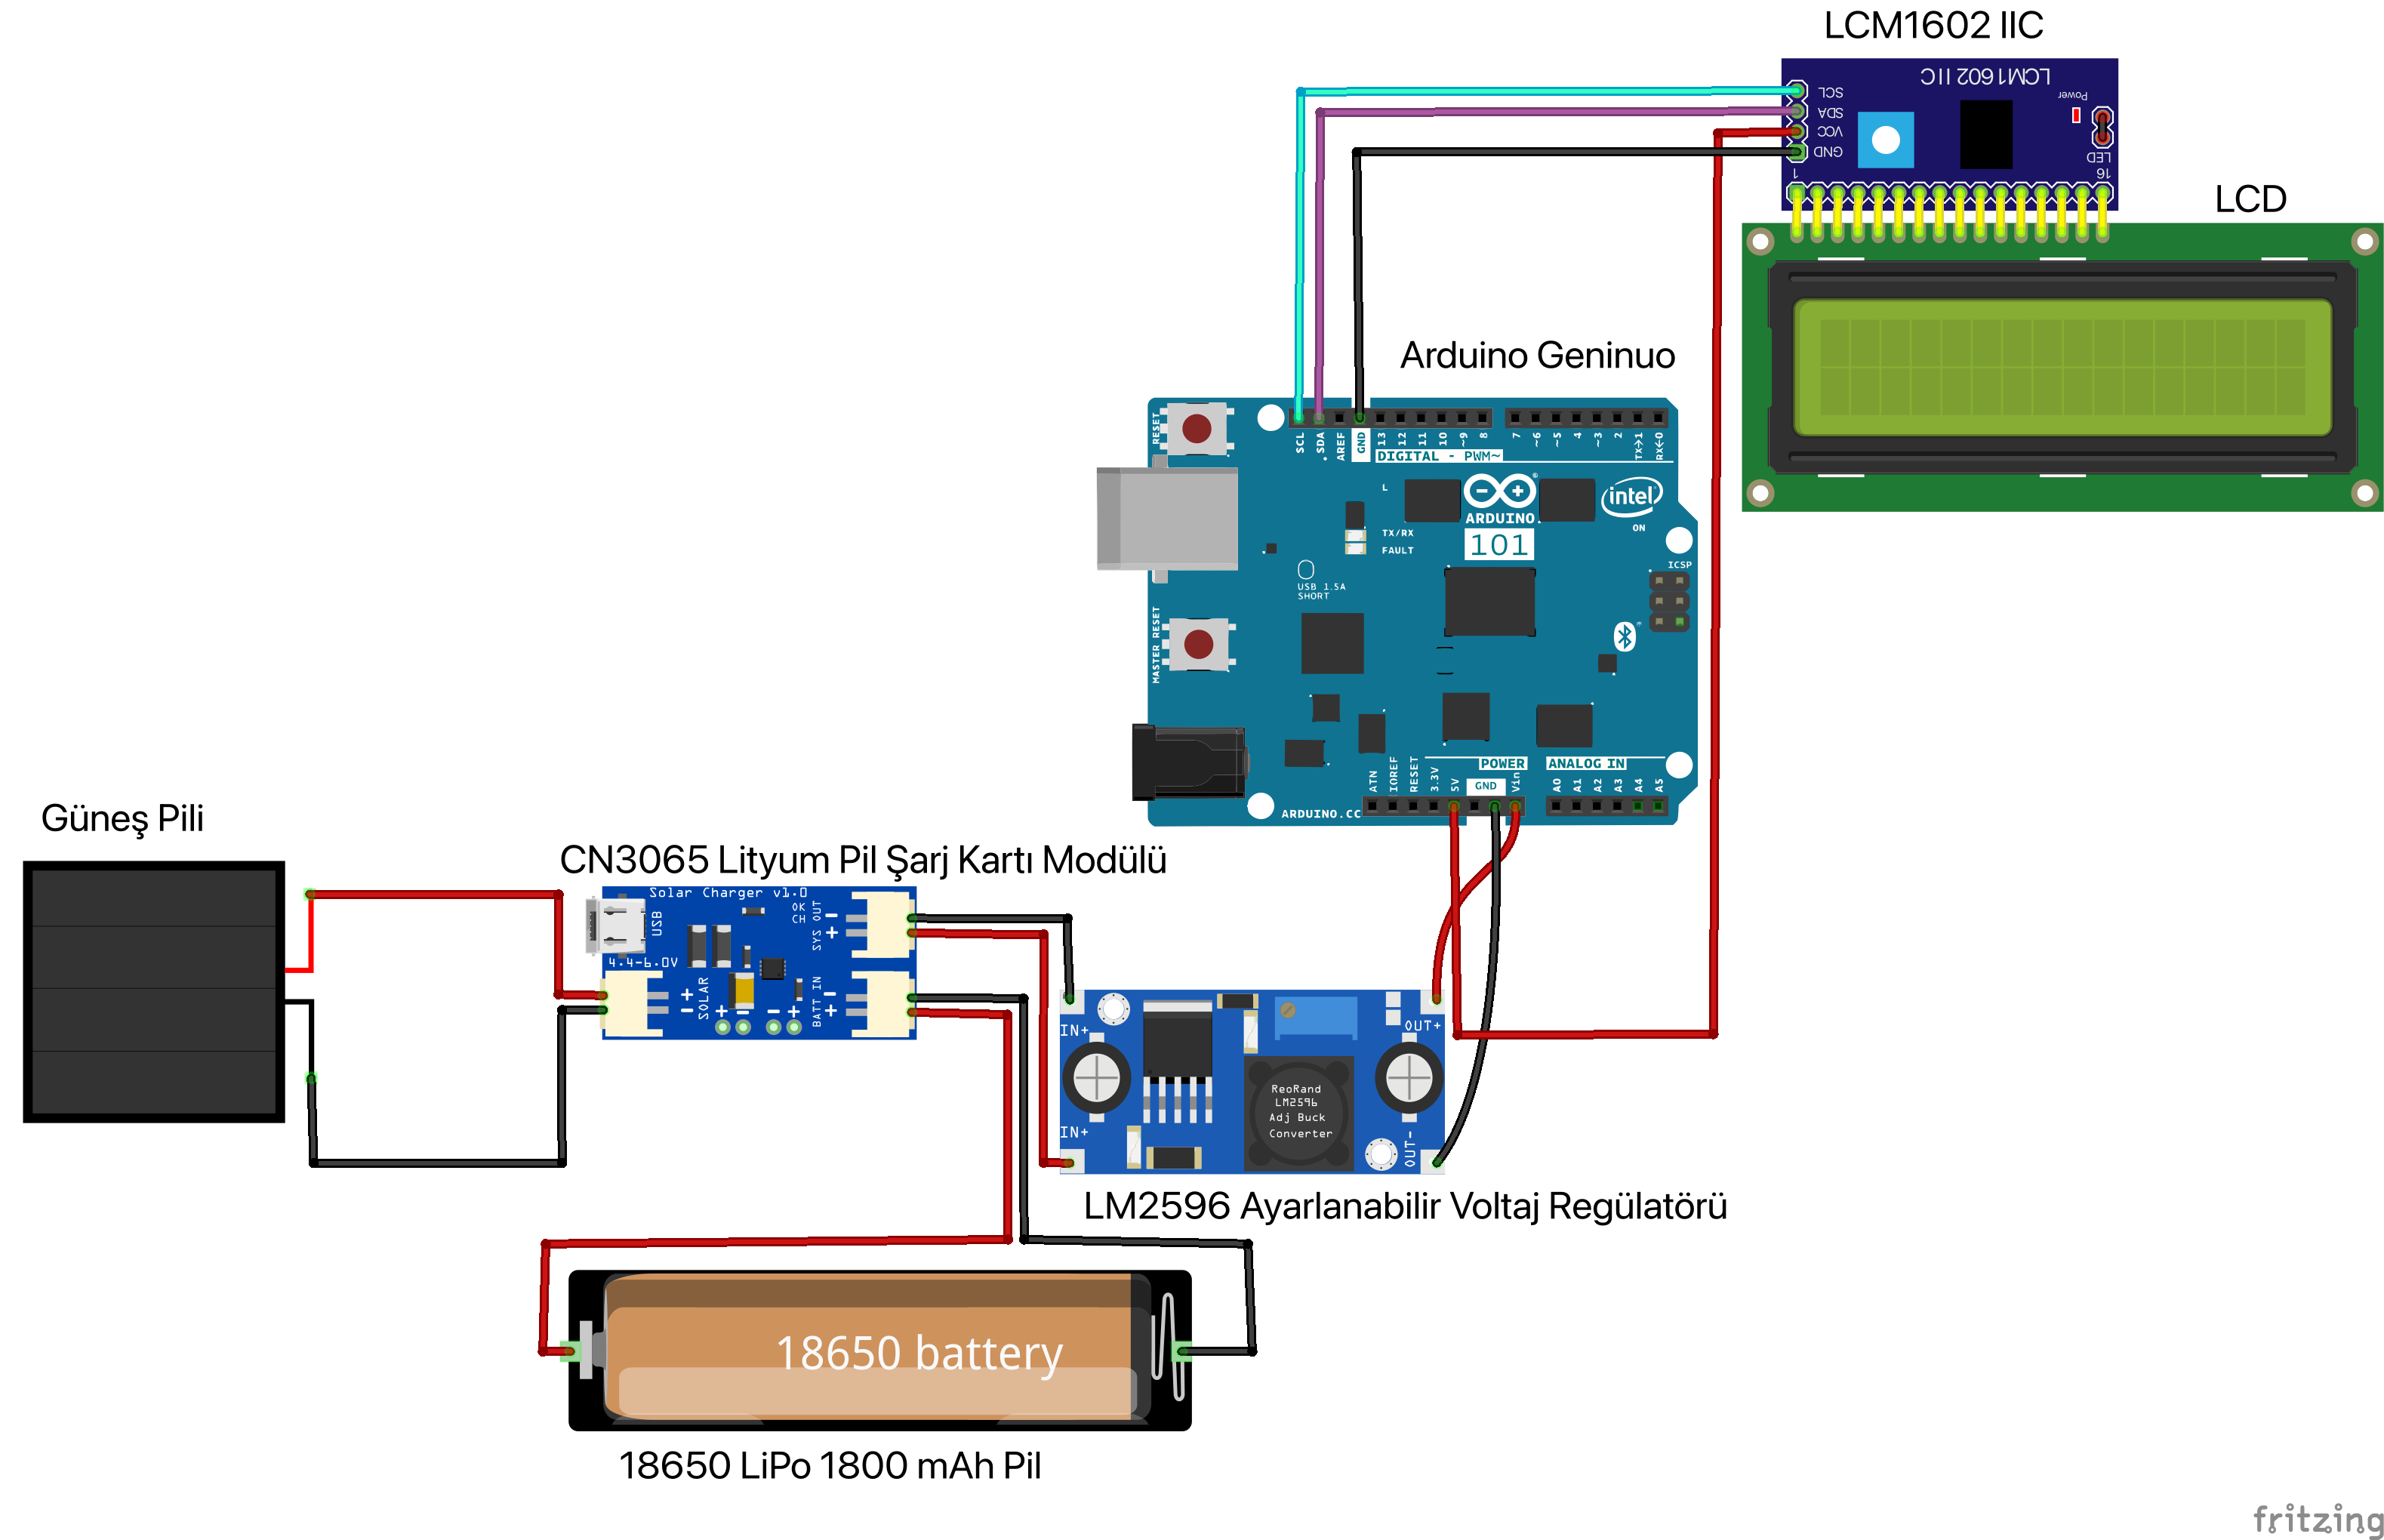 LCM1602 IIC
LCM1602 IIC
SCL
SDA
VCC
GND
Power
LED
1
16
LCD
Arduino Geninuo
RESET
SCL
SDA
AREF
GND
13
12
11
10
~9
8
7
~6
~5
4
~3
2
TX→1
RX←0
DIGITAL - PWM~
L
TX/RX
FAULT
ARDUINO
101
intel
ON
ICSP
USB 1.5A
SHORT
MASTER RESET
POWER
ANALOG IN
ATN
IOREF
RESET
3.3V
5V
GND
Vin
A0
A1
A2
A3
A4
A5
ARDUINO.CC
Güneş Pili
CN3065 Lityum Pil Şarj Kartı Modülü
Solar Charger v1.0
USB
OK
CH
SYS OUT
- +
4.4-6.0V
+ -
SOLAR
+ - - +
BATT IN
- +
IN+
IN+
OUT+
OUT-
ReoRand
LM2596
Adj Buck
Converter
LM2596 Ayarlanabilir Voltaj Regülatörü
18650 battery
18650 LiPo 1800 mAh Pil
fritzing